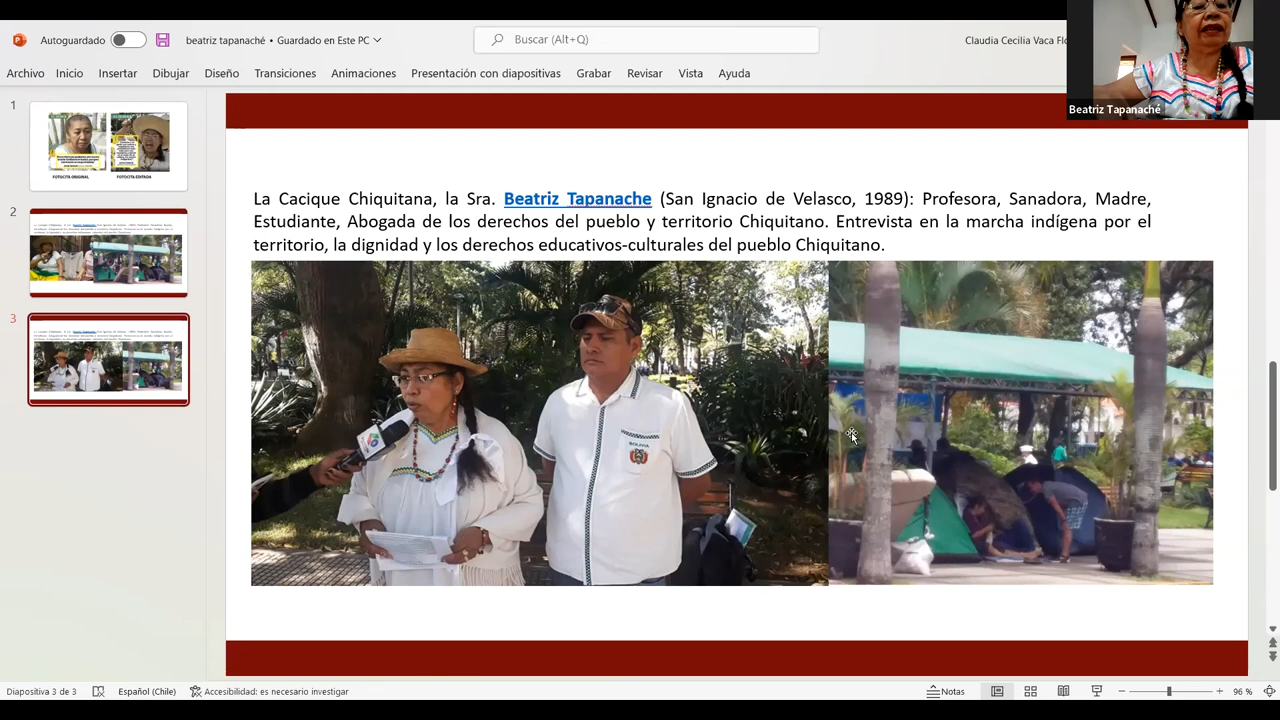 Autoguardado
beatriz tapanaché • Guardado en Este PC
Buscar (Alt+Q)
Claudia Cecilia Vaca Flo
Archivo Inicio Insertar Dibujar Diseño Transiciones Animaciones Presentación con diapositivas Grabar Revisar Vista Ayuda
Beatriz Tapanaché
1
FOTOCITA ORIGINAL
FOTOCITA EDITADA
2
3
La Cacique Chiquitana, la Sra. Beatriz Tapanache (San Ignacio de Velasco, 1989): Profesora, Sanadora, Madre,
Estudiante, Abogada de los derechos del pueblo y territorio Chiquitano. Entrevista en la marcha indígena por el
territorio, la dignidad y los derechos educativos-culturales del pueblo Chiquitano.
BOLIVIA
Diapositiva 3 de 3
Español (Chile)
Accesibilidad: es necesario investigar
Notas
96 %